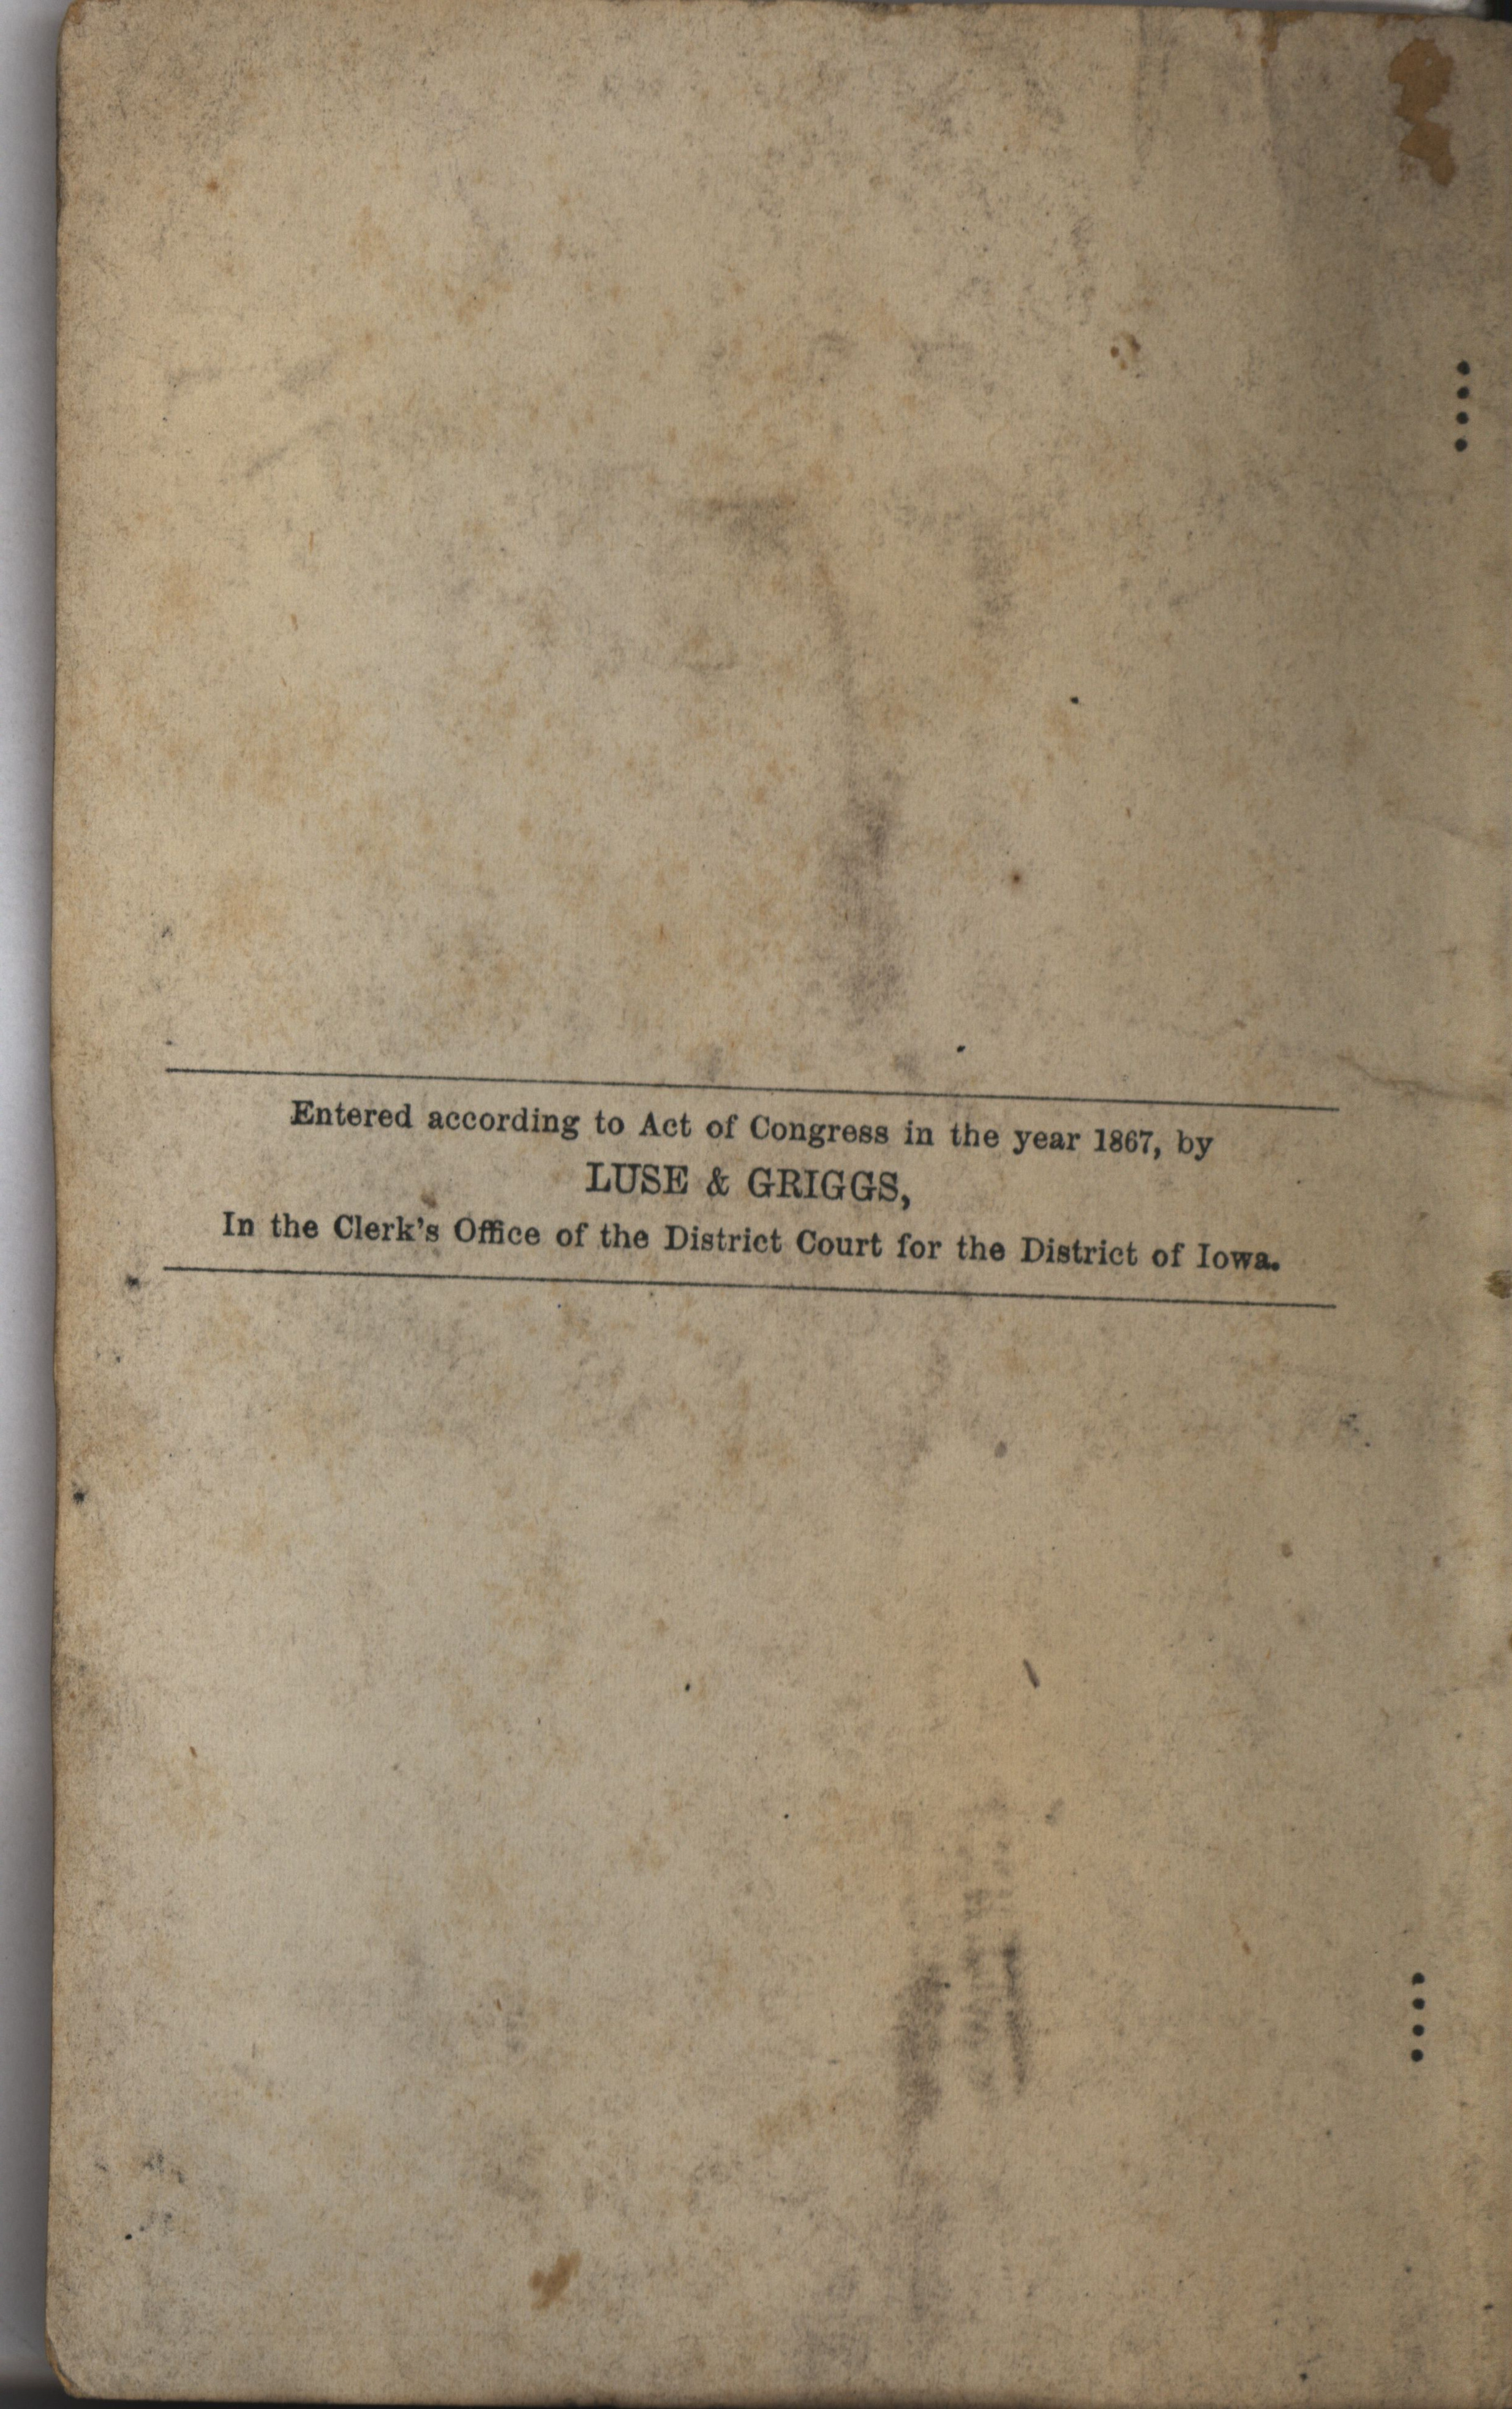 Entered according to Act of Congress in the year 1867, by
LUSE & GRIGGS,
In the Clerk's Office of the District Court for the District of Iowa.